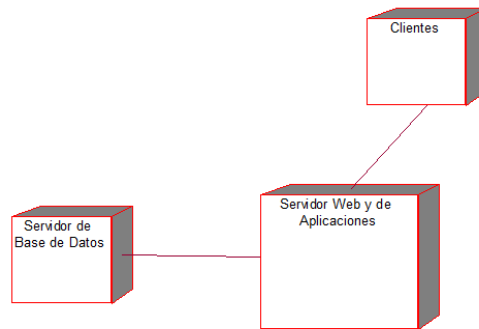 Clientes
Servidor Web y de
Aplicaciones
Servidor de
Base de Datos